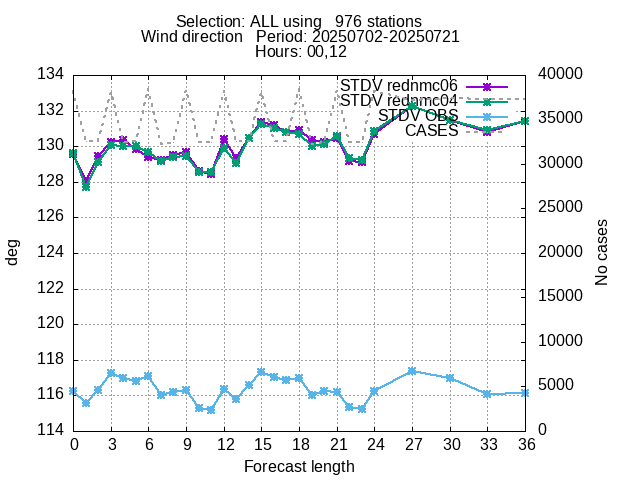 Selection: ALL using   976 stations
Wind direction   Period: 20250702-20250721
Hours: 00,12
STDV rednmc06
STDV rednmc04
STDV OBS
CASES
134
132
130
128
126
124
122
120
118
116
114
deg
40000
35000
30000
25000
20000
15000
10000
5000
0
No cases
0 3 6 9 12 15 18 21 24 27 30 33 36
Forecast length